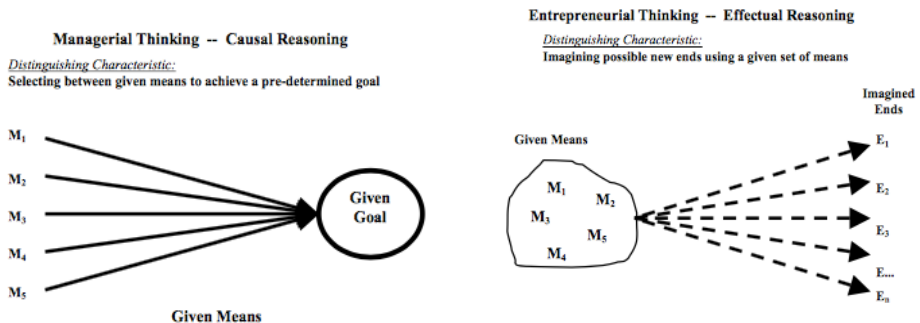 Managerial Thinking -- Causal Reasoning
Distinguishing Characteristic:
Selecting between given means to achieve a pre-determined goal
M₁
M₂
M₃
M₄
M₅
Given
Goal
Given Means
Entrepreneurial Thinking -- Effectual Reasoning
Distinguishing Characteristic:
Imagining possible new ends using a given set of means
Imagined
Ends
Given Means
M₁
M₂
M₃
M₅
M₄
E₁
E₂
E₃
E...
Eₙ